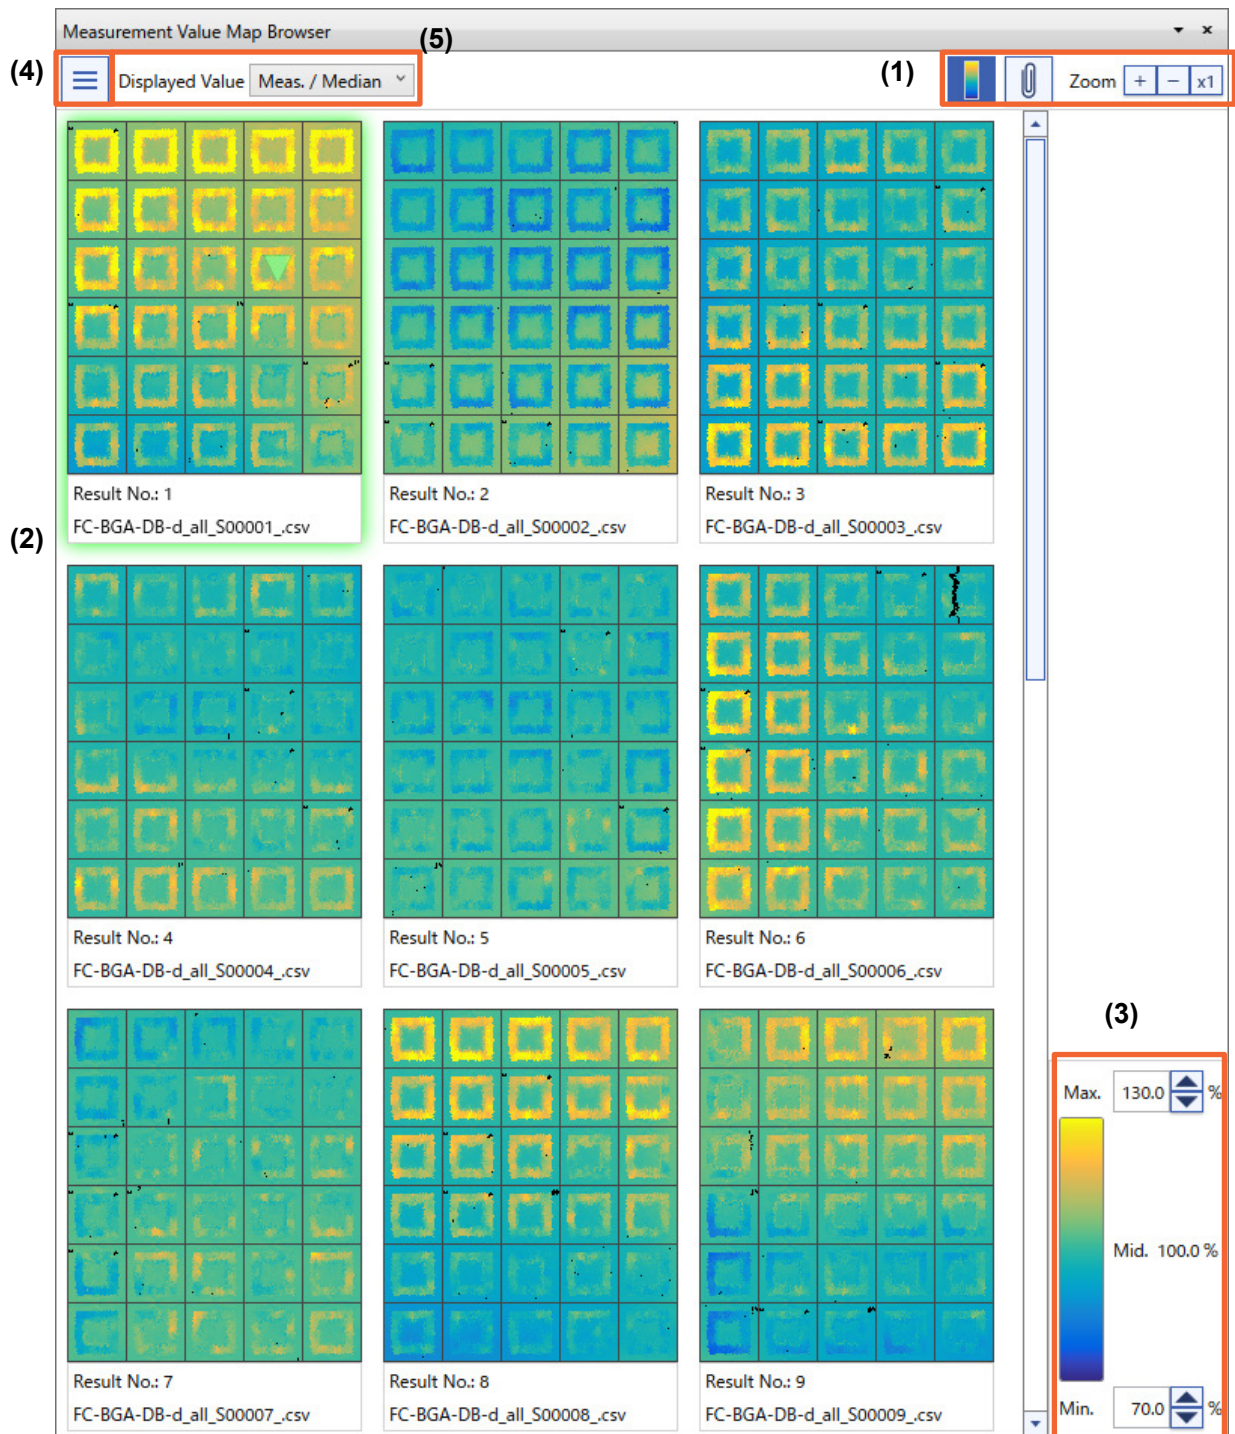 Measurement Value Map Browser
(5)
(4)
Displayed Value Meas. / Median
(1)
Zoom + − x1
Result No.: 1
FC-BGA-DB-d_all_S00001_.csv
Result No.: 2
FC-BGA-DB-d_all_S00002_.csv
Result No.: 3
FC-BGA-DB-d_all_S00003_.csv
(2)
Result No.: 4
FC-BGA-DB-d_all_S00004_.csv
Result No.: 5
FC-BGA-DB-d_all_S00005_.csv
Result No.: 6
FC-BGA-DB-d_all_S00006_.csv
(3)
Max. 130.0 %
Mid. 100.0 %
Min. 70.0 %
Result No.: 7
FC-BGA-DB-d_all_S00007_.csv
Result No.: 8
FC-BGA-DB-d_all_S00008_.csv
Result No.: 9
FC-BGA-DB-d_all_S00009_.csv